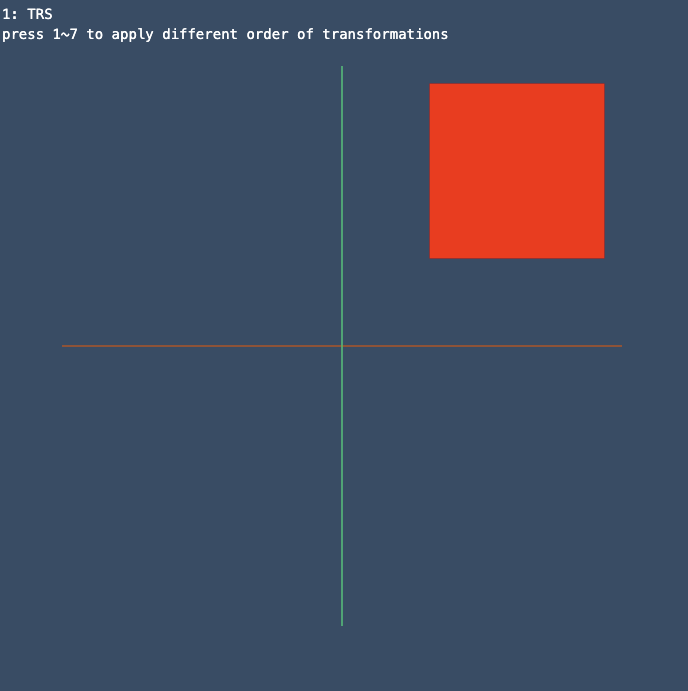 1: TRS
press 1~7 to apply different order of transformations